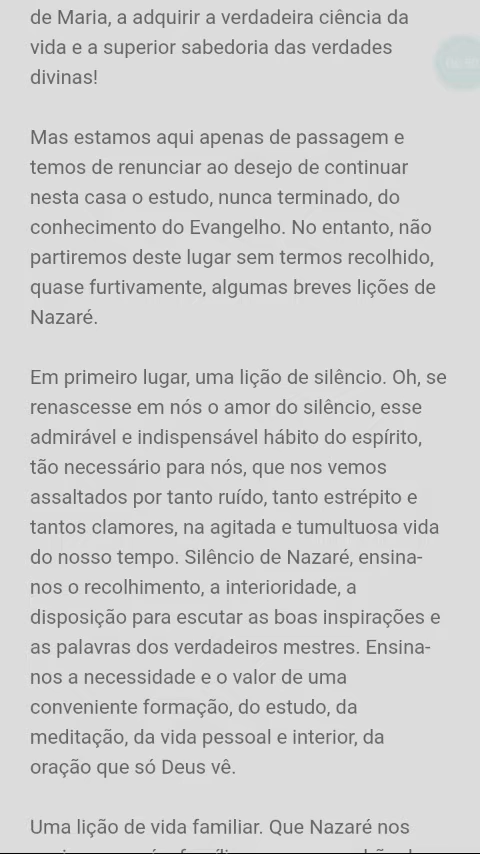 de Maria, a adquirir a verdadeira ciência da
vida e a superior sabedoria das verdades
divinas!
Mas estamos aqui apenas de passagem e
temos de renunciar ao desejo de continuar
nesta casa o estudo, nunca terminado, do
conhecimento do Evangelho. No entanto, não
partiremos deste lugar sem termos recolhido,
quase furtivamente, algumas breves lições de
Nazaré.
Em primeiro lugar, uma lição de silêncio. Oh, se
renascesse em nós o amor do silêncio, esse
admirável e indispensável hábito do espírito,
tão necessário para nós, que nos vemos
assaltados por tanto ruído, tanto estrépito e
tantos clamores, na agitada e tumultuosa vida
do nosso tempo. Silêncio de Nazaré, ensina-
nos o recolhimento, a interioridade, a
disposição para escutar as boas inspirações e
as palavras dos verdadeiros mestres. Ensina-
nos a necessidade e o valor de uma
conveniente formação, do estudo, da
meditação, da vida pessoal e interior, da
oração que só Deus vê.
Uma lição de vida familiar. Que Nazaré nos